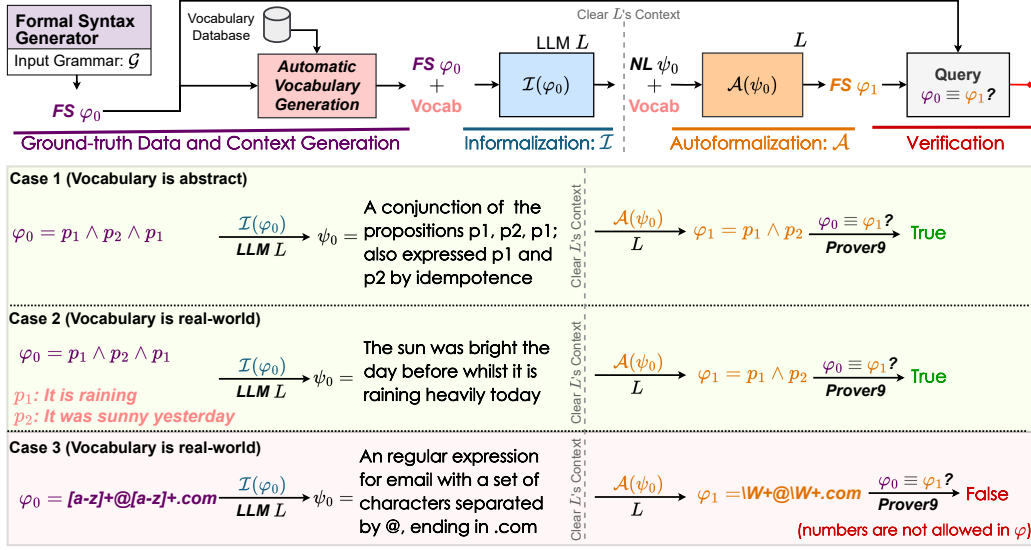 Formal Syntax
Generator
Input Grammar: 𝒢
FS φ₀
Vocabulary
Database
Automatic
Vocabulary
Generation
FS φ₀
+
Vocab
LLM L
ℐ(φ₀)
Clear L's Context
NL ψ₀
+
Vocab
L
𝒜(ψ₀)
FS φ₁
Query
φ₀ ≡ φ₁?
Ground-truth Data and Context Generation
Informalization: ℐ
Autoformalization: 𝒜
Verification
Case 1 (Vocabulary is abstract)
φ₀ = p₁ ∧ p₂ ∧ p₁
ℐ(φ₀)
LLM L
ψ₀ =
A conjunction of the
propositions p1, p2, p1;
also expressed p1 and
p2 by idempotence
Clear L's Context
𝒜(ψ₀)
L
φ₁ = p₁ ∧ p₂
φ₀ ≡ φ₁?
Prover9
True
Case 2 (Vocabulary is real-world)
φ₀ = p₁ ∧ p₂ ∧ p₁
p₁: It is raining
p₂: It was sunny yesterday
ℐ(φ₀)
LLM L
ψ₀ =
The sun was bright the
day before whilst it is
raining heavily today
Clear L's Context
𝒜(ψ₀)
L
φ₁ = p₁ ∧ p₂
φ₀ ≡ φ₁?
Prover9
True
Case 3 (Vocabulary is real-world)
φ₀ = [a-z]+@[a-z]+.com
ℐ(φ₀)
LLM L
ψ₀ =
An regular expression
for email with a set of
characters separated
by @, ending in .com
Clear L's Context
𝒜(ψ₀)
L
φ₁ =\W+@\W+.com
φ₀ ≡ φ₁?
Prover9
False
(numbers are not allowed in φ)